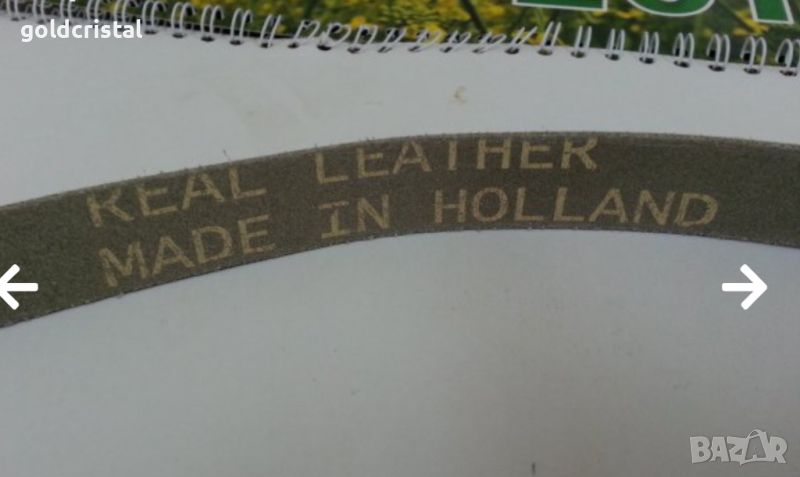 goldcristal
REAL LEATHER
MADE IN HOLLAND
BAZAR